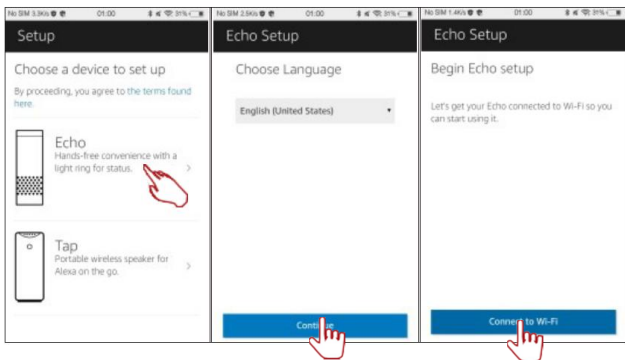 No SIM 3.3K/s 01:00 31%
Setup
Choose a device to set up
By proceeding, you agree to the terms found
here.
Echo
Hands-free convenience with a
light ring for status.
Tap
Portable wireless speaker for
Alexa on the go.
No SIM 2.5K/s 01:00 31%
Echo Setup
Choose Language
English (United States)
Continue
No SIM 1.4K/s 01:00 31%
Echo Setup
Begin Echo setup
Let's get your Echo connected to Wi-Fi so you
can start using it.
Connect to Wi-Fi